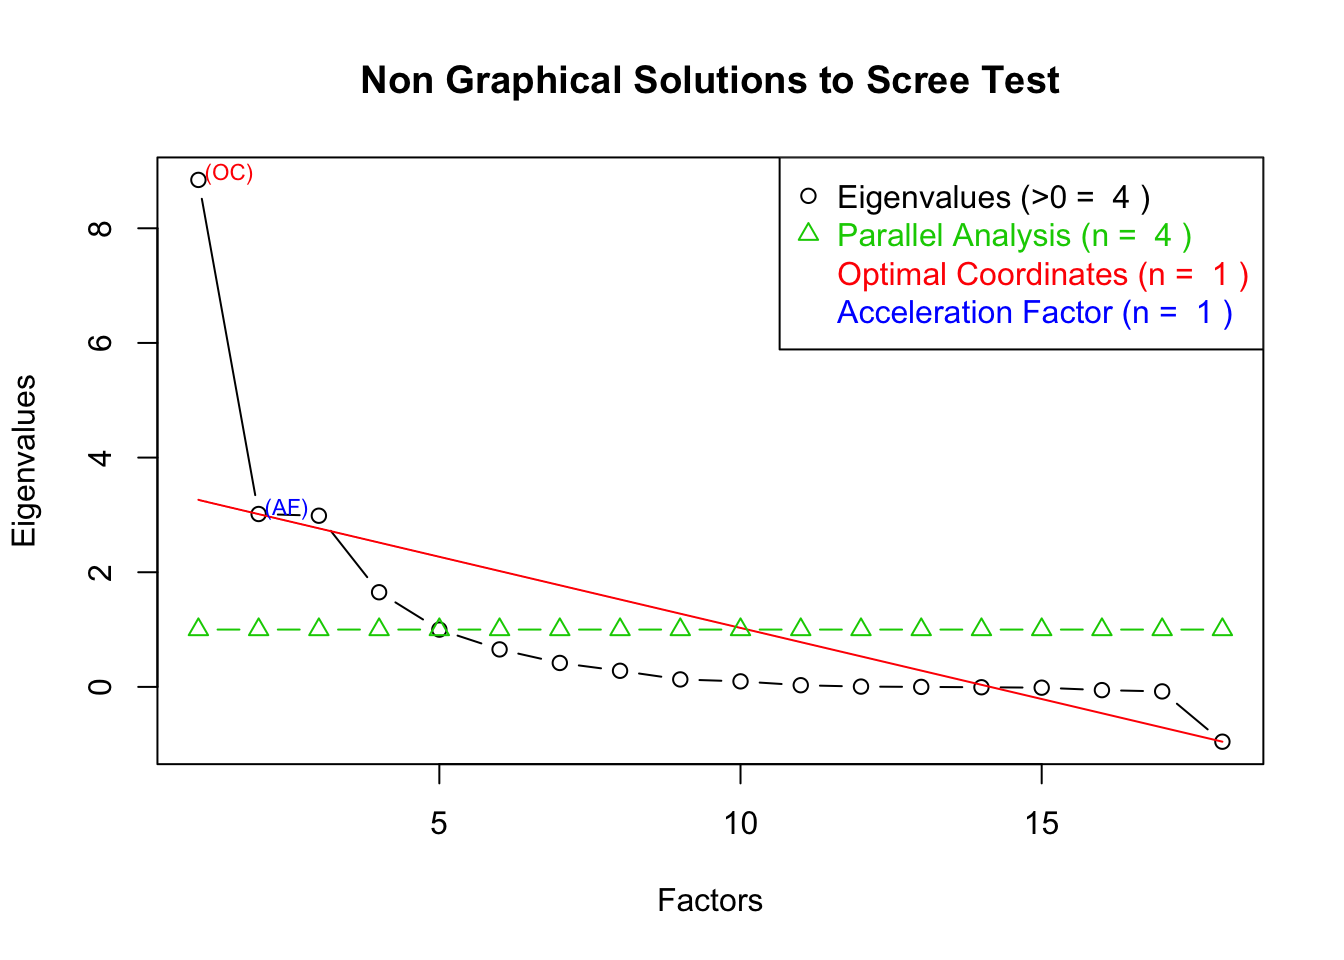 Non Graphical Solutions to Scree Test
(OC)
Eigenvalues (>0 =  4 )
Parallel Analysis (n =  4 )
Optimal Coordinates (n =  1 )
Acceleration Factor (n =  1 )
(AF)
Eigenvalues
8
6
4
2
0
5 10 15
Factors